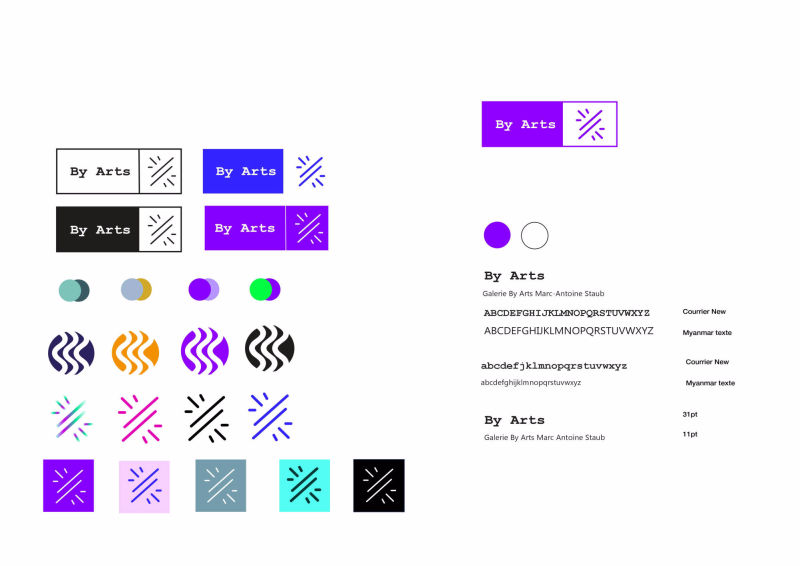 By Arts
By Arts
By Arts
By Arts
By Arts
By Arts
Galerie By Arts Marc-Antoine Staub
ABCDEFGHIJKLMNOPQRSTUVWXYZ Courrier New
ABCDEFGHIJKLMNOPQRSTUVWXYZ Myanmar texte
abcdefjklmnopqrstuvwxyz Courrier New
abcdefghijklmnopqrstuvwxyz Myanmar texte
By Arts 31pt
Galerie By Arts Marc Antoine Staub 11pt